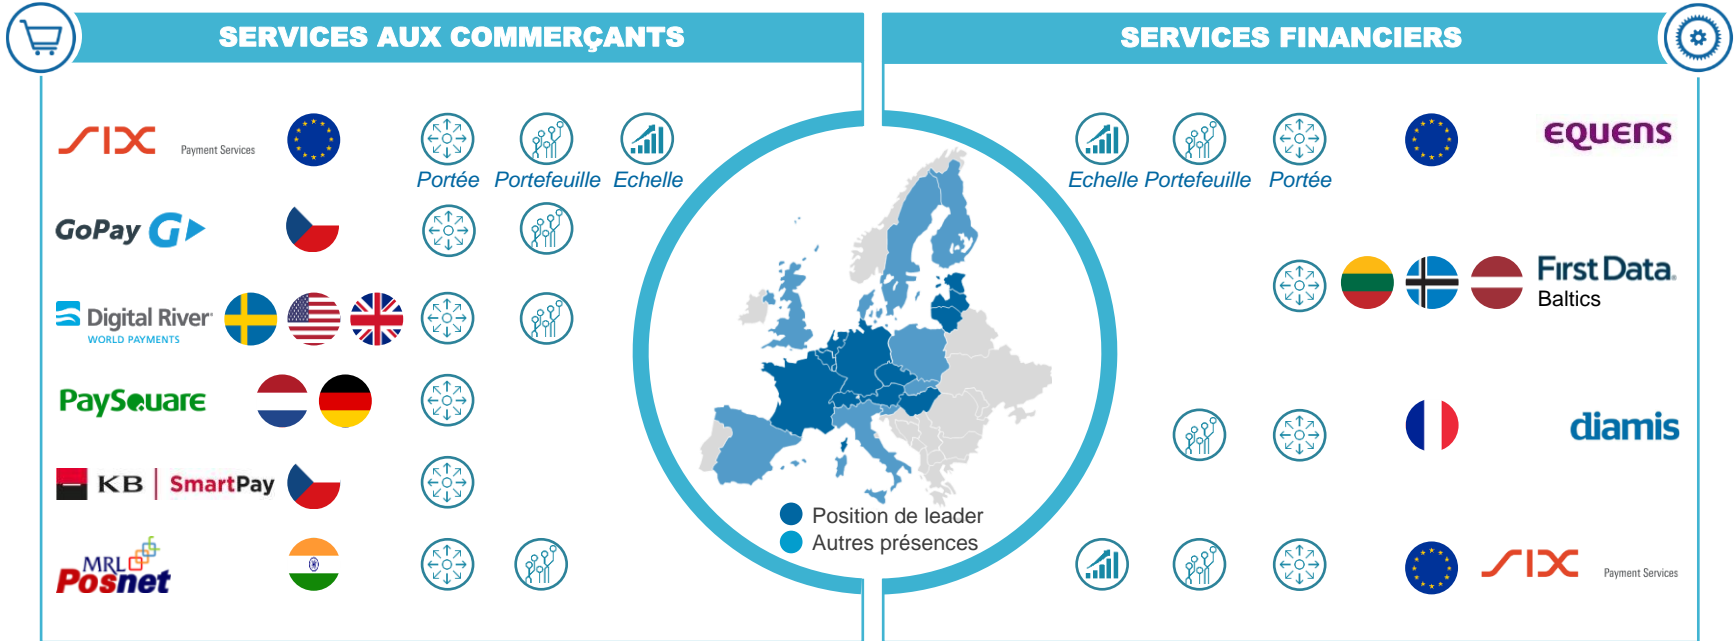 SERVICES AUX COMMERÇANTS
SIX Payment Services
Portée Portefeuille Echelle
GoPay G
Digital River
WORLD PAYMENTS
PaySquare
KB SmartPay
MRL
Posnet
Position de leader
Autres présences
SERVICES FINANCIERS
equens
Echelle Portefeuille Portée
First Data.
Baltics
diamis
SIX Payment Services